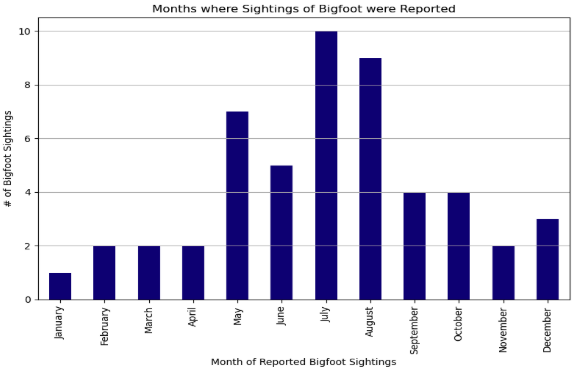 Months where Sightings of Bigfoot were Reported
10
8
6
4
2
0
# of Bigfoot Sightings
January
February
March
April
May
June
July
August
September
October
November
December
Month of Reported Bigfoot Sightings